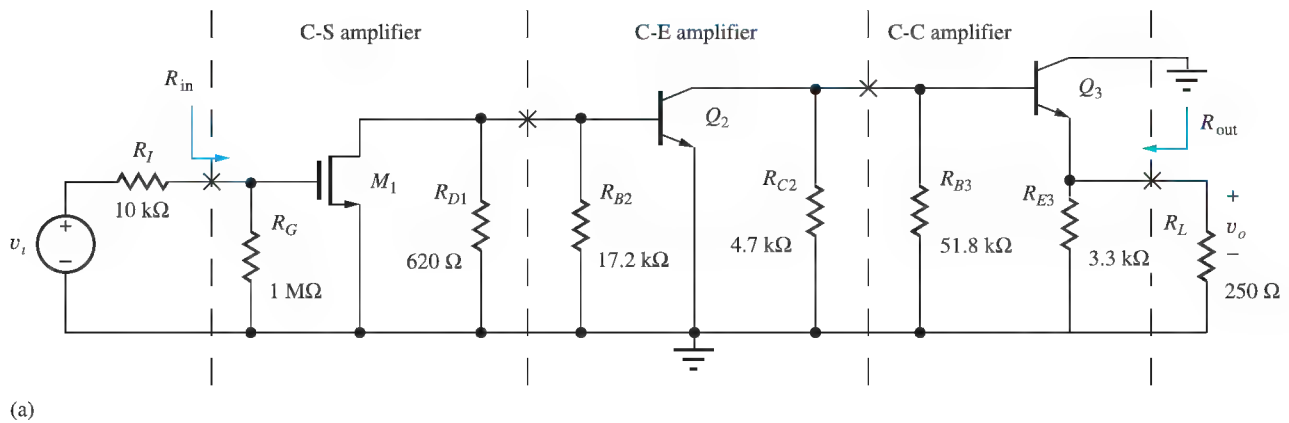 C-S amplifier
C-E amplifier
C-C amplifier
R_in
R_I
10 kΩ
v_i
+
−
R_G
1 MΩ
M_1
R_D1
620 Ω
R_B2
17.2 kΩ
Q_2
R_C2
4.7 kΩ
R_B3
51.8 kΩ
Q_3
R_E3
3.3 kΩ
R_out
R_L
+
v_o
−
250 Ω
(a)